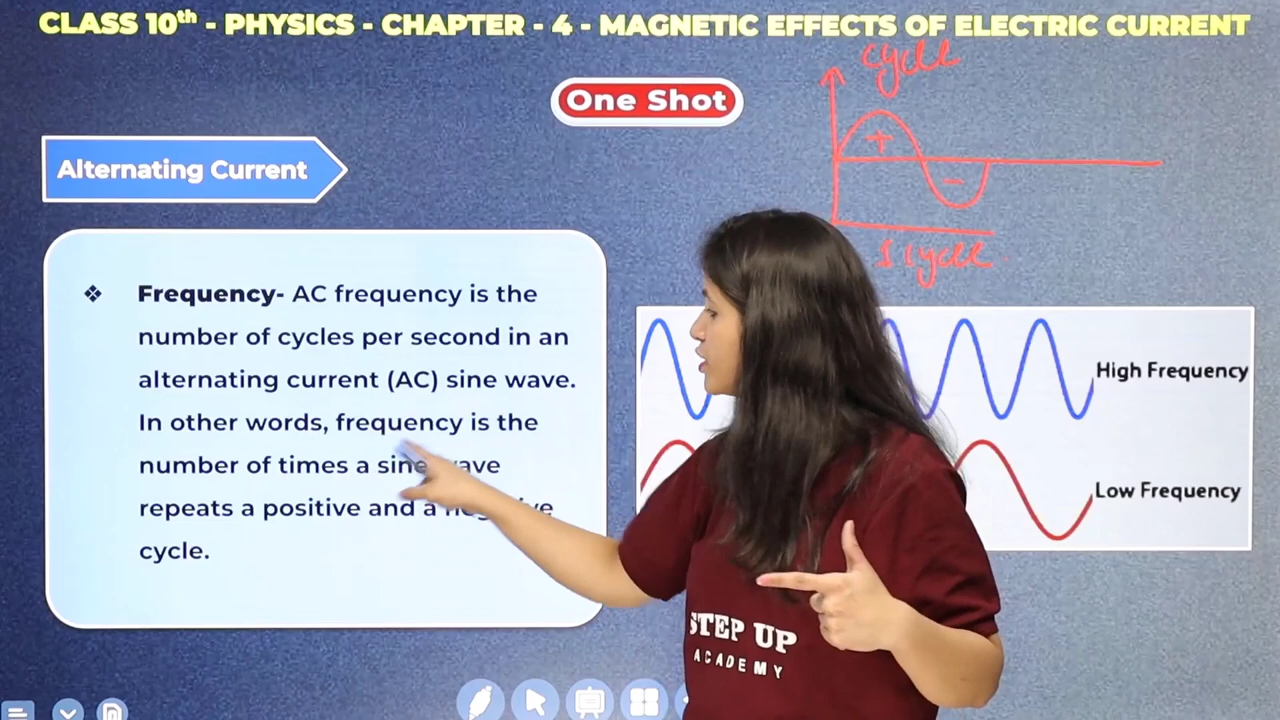 CLASS 10th - PHYSICS - CHAPTER - 4 - MAGNETIC EFFECTS OF ELECTRIC CURRENT
cycle
One Shot
+
Alternating Current
-
1 cycle.
❖ Frequency- AC frequency is the
number of cycles per second in an
alternating current (AC) sine wave.
In other words, frequency is the
number of times a sine wave
repeats a positive and a negative
cycle.
High Frequency
Low Frequency
STEP UP
ACADEMY